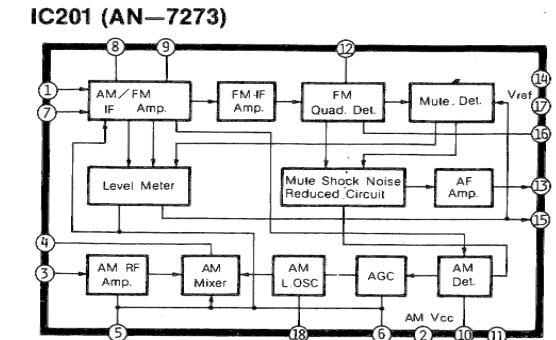 IC201 (AN—7273)
8
9
12
14
1
AM/FM
IF Amp.
FM IF
Amp.
FM
Quad. Det.
Mute. Det.
Vref
17
7
16
Level Meter
Mute Shock Noise
Reduced Circuit
AF
Amp.
13
15
4
3
AM RF
Amp.
AM
Mixer
AM
L.OSC
AGC
AM
Det.
AM Vcc
5
18
6
2
10
11